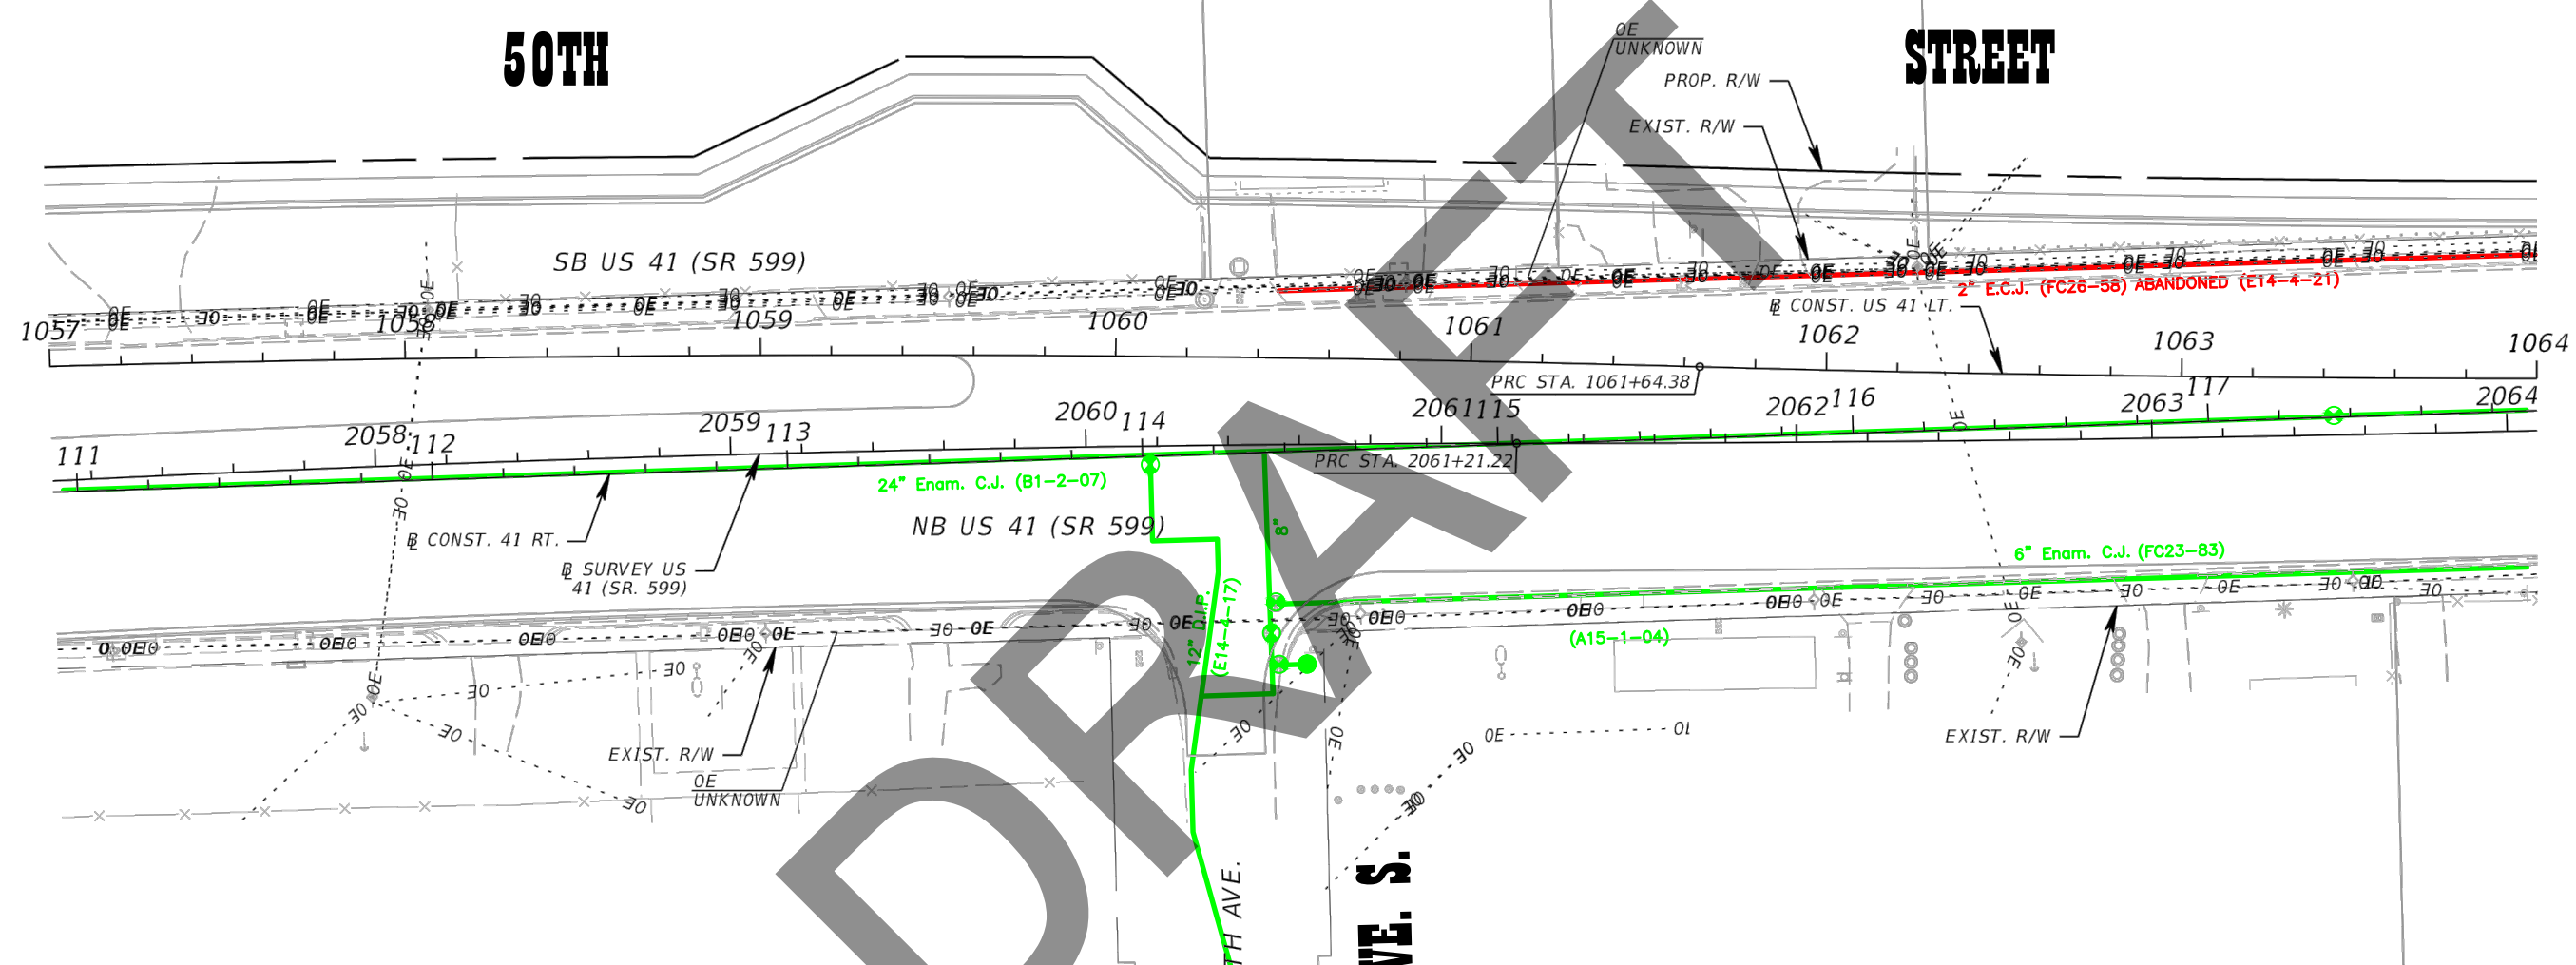 50TH
STREET
OE
UNKNOWN
PROP. R/W
EXIST. R/W
SB US 41 (SR 599)
2" E.C.J. (FC26-58) ABANDONED (E14-4-21)
BL CONST. US 41 LT.
1057
1058
1059
1060
1061
1062
1063
1064
PRC STA. 1061+64.38
2058
2059
2060
2061
2062
2063
2064
111
112
113
114
115
116
117
PRC STA. 2061+21.22
24" Enam. C.J. (B1-2-07)
NB US 41 (SR 599)
8"
BL CONST. 41 RT.
BL SURVEY US
41 (SR. 599)
6" Enam. C.J. (FC23-83)
12" D.I.P.
(E14-4-17)
(A15-1-04)
EXIST. R/W
OE
UNKNOWN
EXIST. R/W
TH AVE.
VE. S.
DRAFT